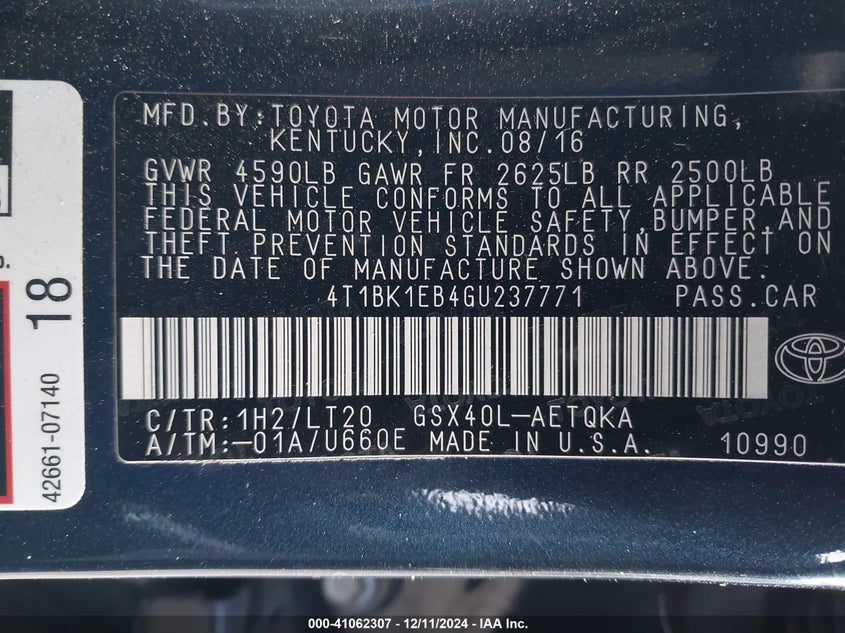 MFD.BY:TOYOTA MOTOR MANUFACTURING,
KENTUCKY,INC.08/16
GVWR 4590LB GAWR FR 2625LB RR 2500LB
THIS VEHICLE CONFORMS TO ALL APPLICABLE
FEDERAL MOTOR VEHICLE SAFETY,BUMPER,AND
THEFT PREVENTION STANDARDS IN EFFECT ON
THE DATE OF MANUFACTURE SHOWN ABOVE.
4T1BK1EB4GU237771 PASS.CAR
C/TR:1H2/LT20 GSX40L-AETQKA
A/TM:-01A/U660E MADE IN U.S.A. 10990
18
42661-07140
000-41062307 - 12/11/2024 - IAA Inc.